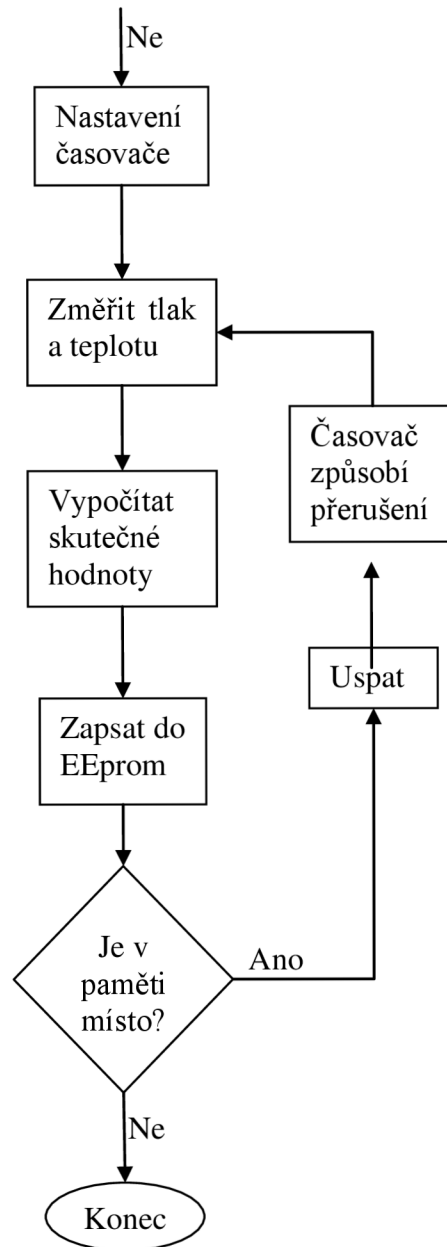 Ne
Nastavení
časovače
Změřit tlak
a teplotu
Časovač
způsobí
přerušení
Vypočítat
skutečné
hodnoty
Uspat
Zapsat do
EEprom
Je v
paměti
místo?
Ano
Ne
Konec